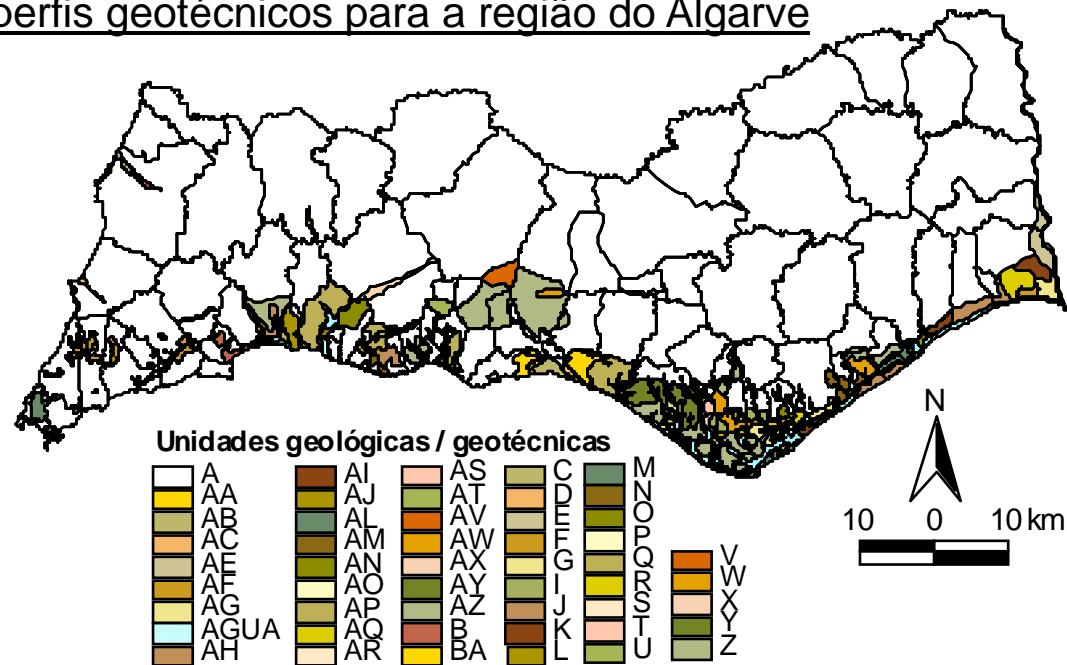 perfis geotécnicos para a região do Algarve
Unidades geológicas / geotécnicas
A
AA
AB
AC
AE
AF
AG
AGUA
AH
AI
AJ
AL
AM
AN
AO
AP
AQ
AR
AS
AT
AV
AW
AX
AY
AZ
B
BA
C
D
E
F
G
I
J
K
L
M
N
O
P
Q
R
S
T
U
V
W
X
Y
Z
N
10 0 10 km